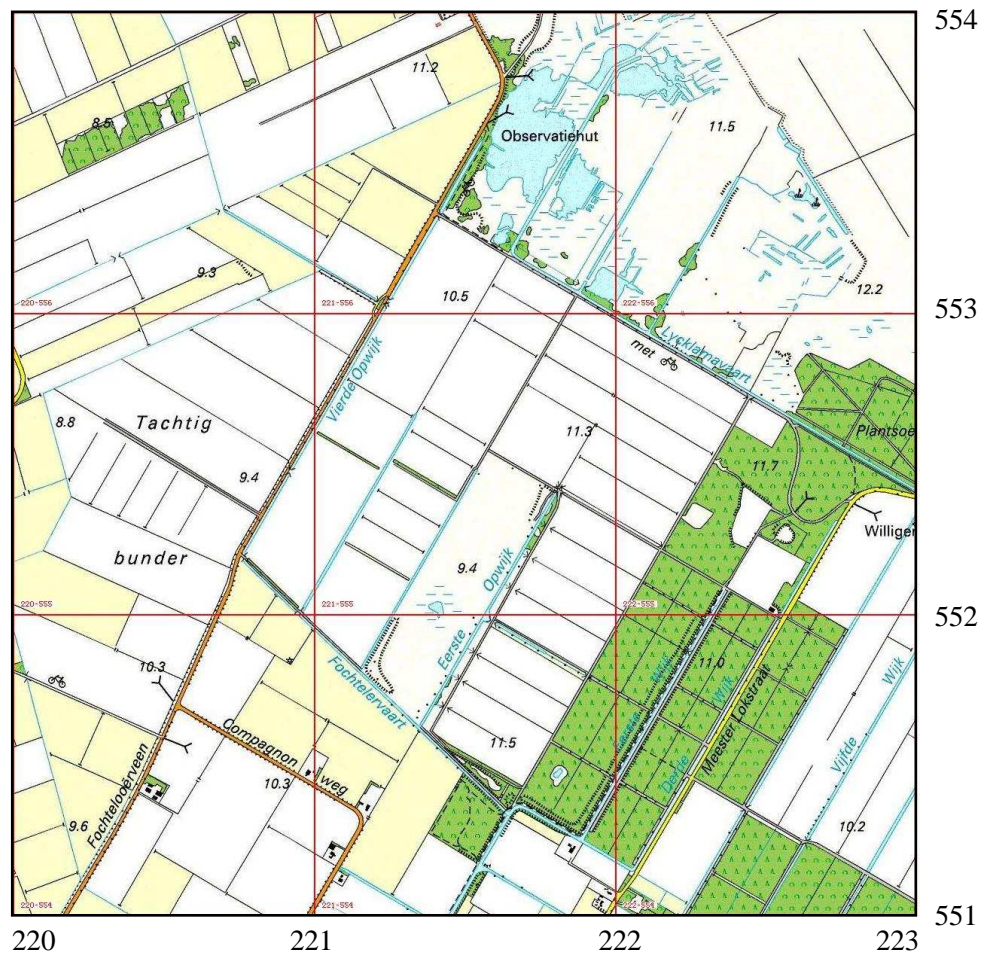 554
11.2
8.5
Observatiehut
11.5
9.3
10.5
12.2
220-556
221-556
222-556
553
Lycklamavaart
met
Vierde Opwijk
8.8
Tachtig
11.3
Plantsoe
9.4
11.7
Williger
bunder
9.4
Opwijk
220-555
221-555
222-555
552
Eerste
Fochtelervaart
10.3
11.0
Wijk
Wijk
Wijk
Compagnonsweg
11.5
10.3
Derde
Meester Lokstraat
Vijfde
Fochteloërveen
9.6
10.2
220-554
221-554
222-554
551
220
221
222
223